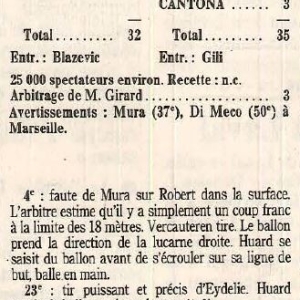 CANTONA 3
Total .......... 32 Total .......... 35
Entr. : Blazevic Entr. : Gili
25 000 spectateurs environ. Recette : n.c.
Arbitrage de M. Girard .......................... 3
Avertissements : Mura (37e), Di Meco (50e) à
Marseille.
4e : faute de Mura sur Robert dans la surface.
L'arbitre estime qu'il y a simplement un coup franc
à la limite des 18 mètres. Vercauteren tire. Le ballon
prend la direction de la lucarne droite. Huard se
saisit du ballon avant de s'écrouler sur sa ligne de
but, balle en main.
23e : tir puissant et précis d'Eydelie. Huard